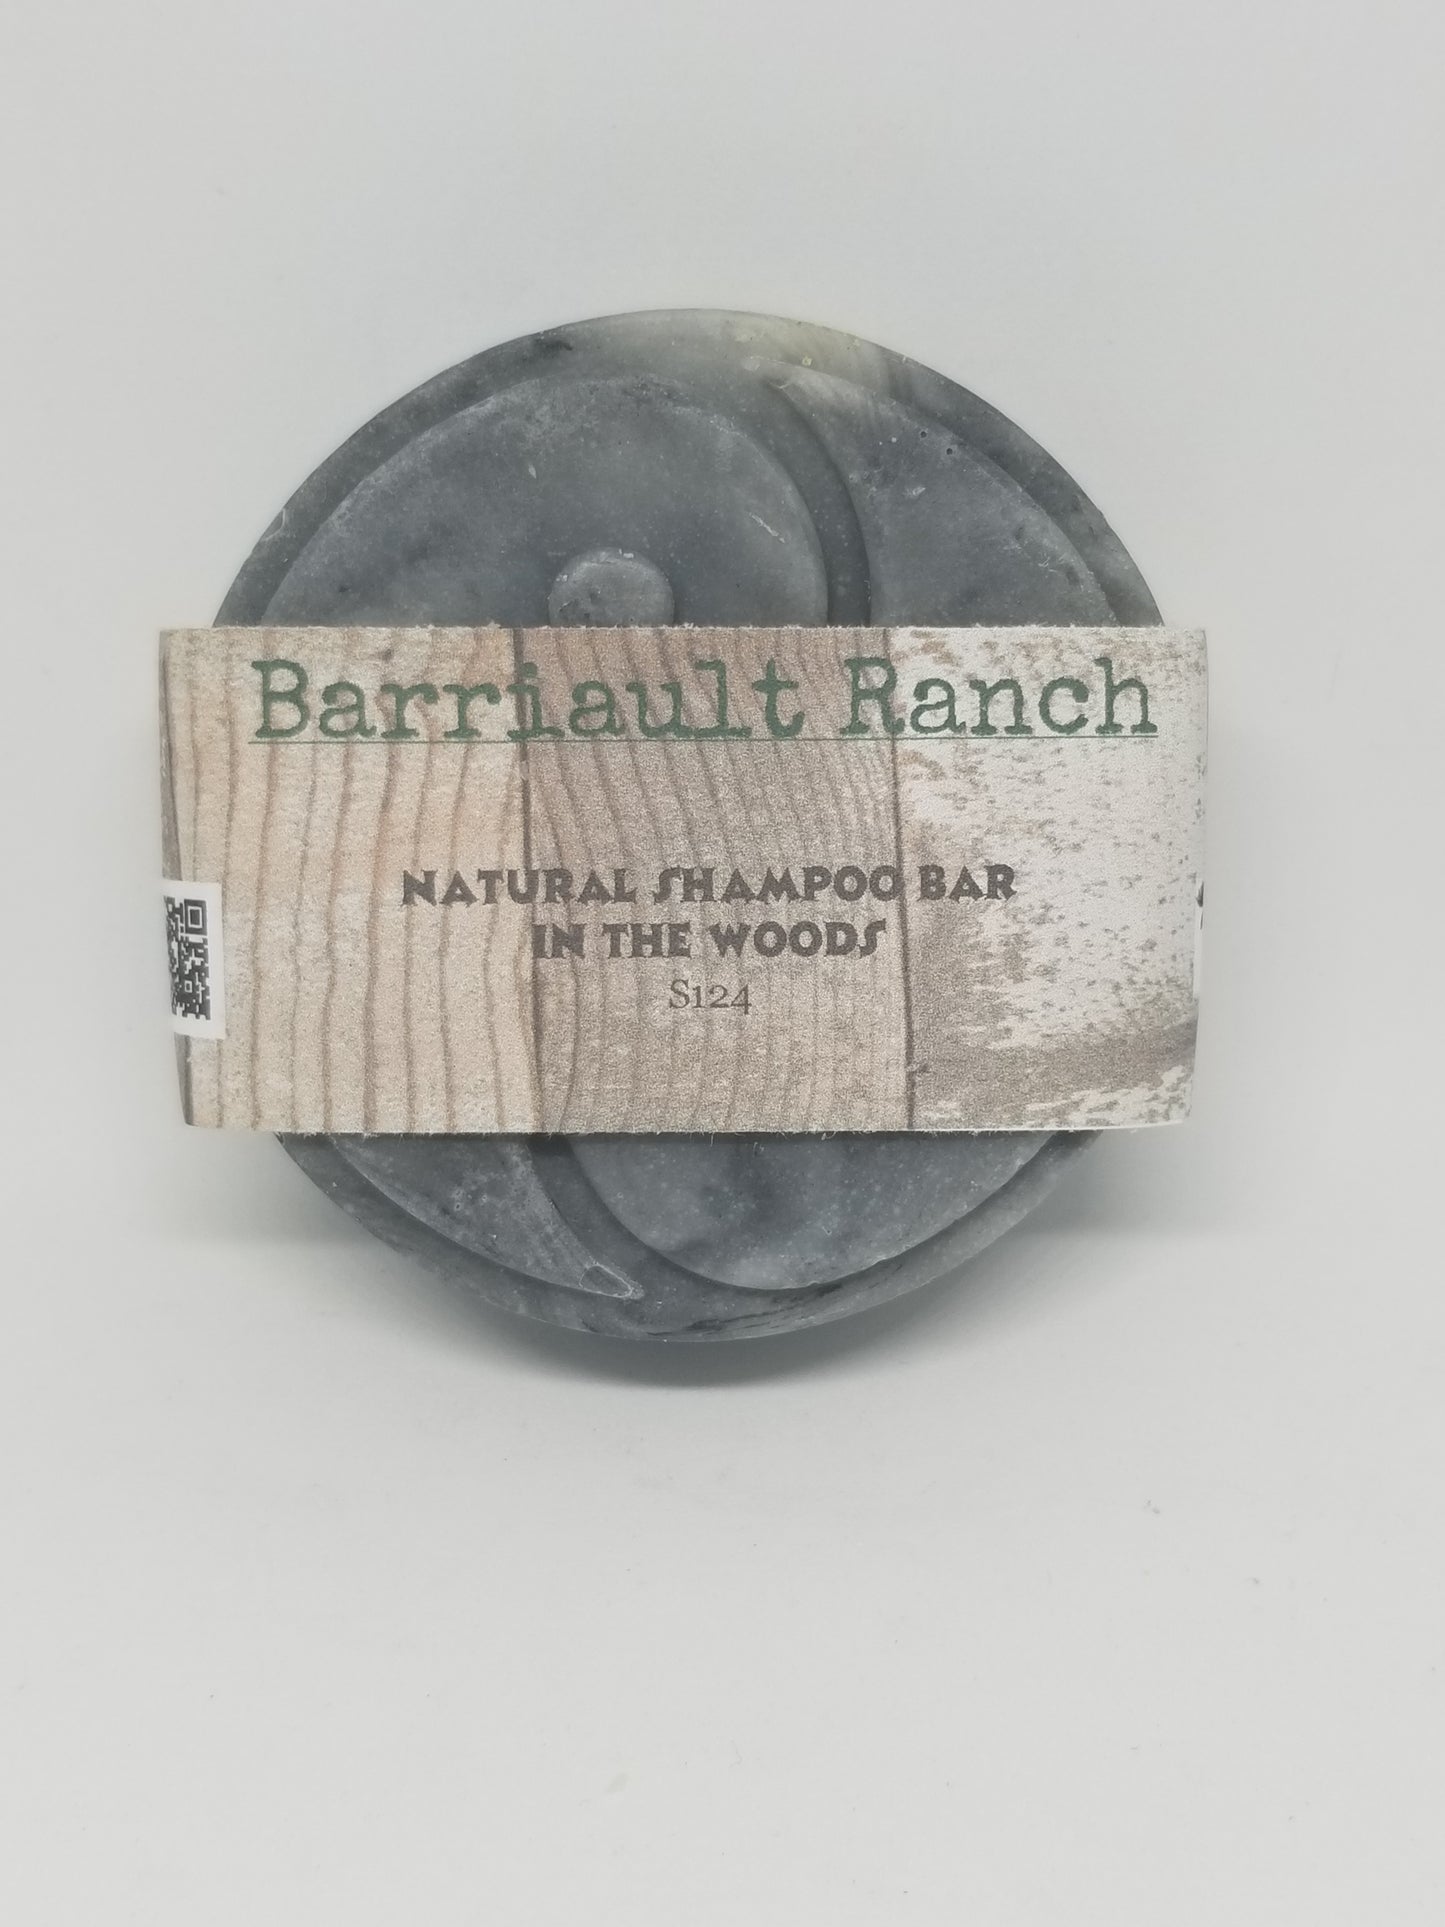 Barriault Ranch
NATURAL SHAMPOO BAR
IN THE WOODS
S124